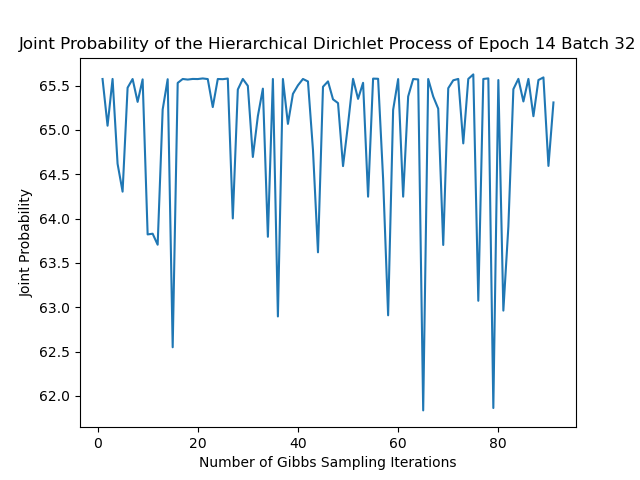 Joint Probability of the Hierarchical Dirichlet Process of Epoch 14 Batch 32
65.5
65.0
64.5
64.0
63.5
63.0
62.5
62.0
Joint Probability
0 20 40 60 80
Number of Gibbs Sampling Iterations